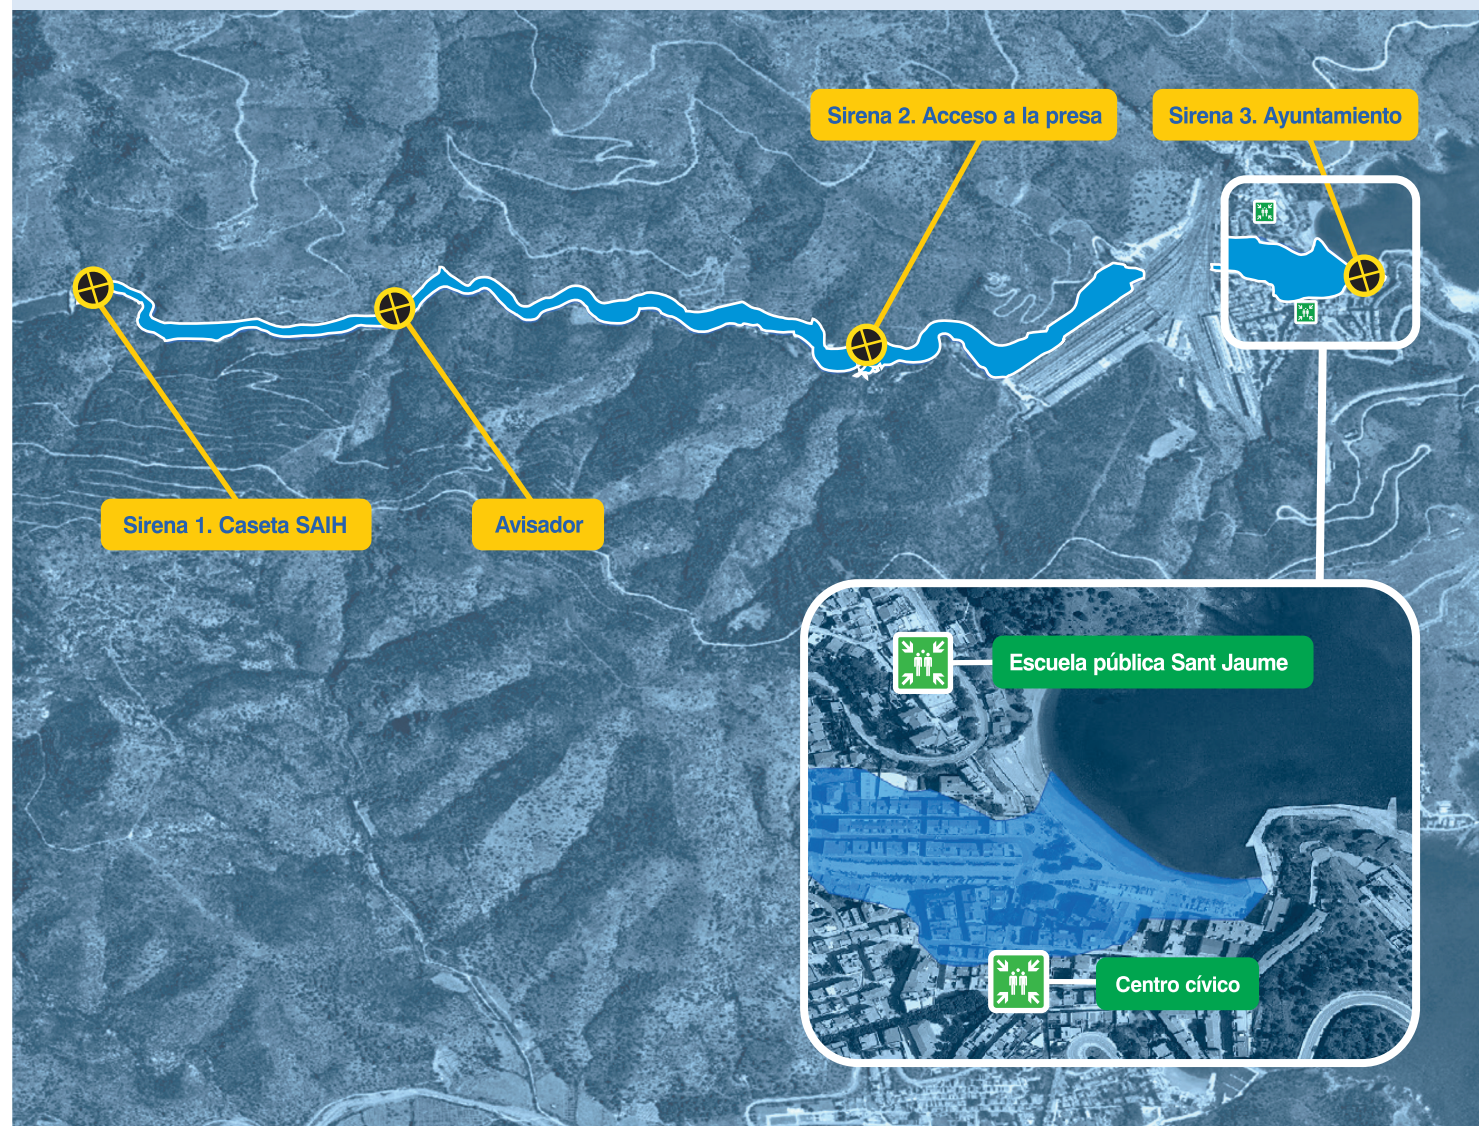 Sirena 2. Acceso a la presa
Sirena 3. Ayuntamiento
Sirena 1. Caseta SAIH
Avisador
Escuela pública Sant Jaume
Centro cívico